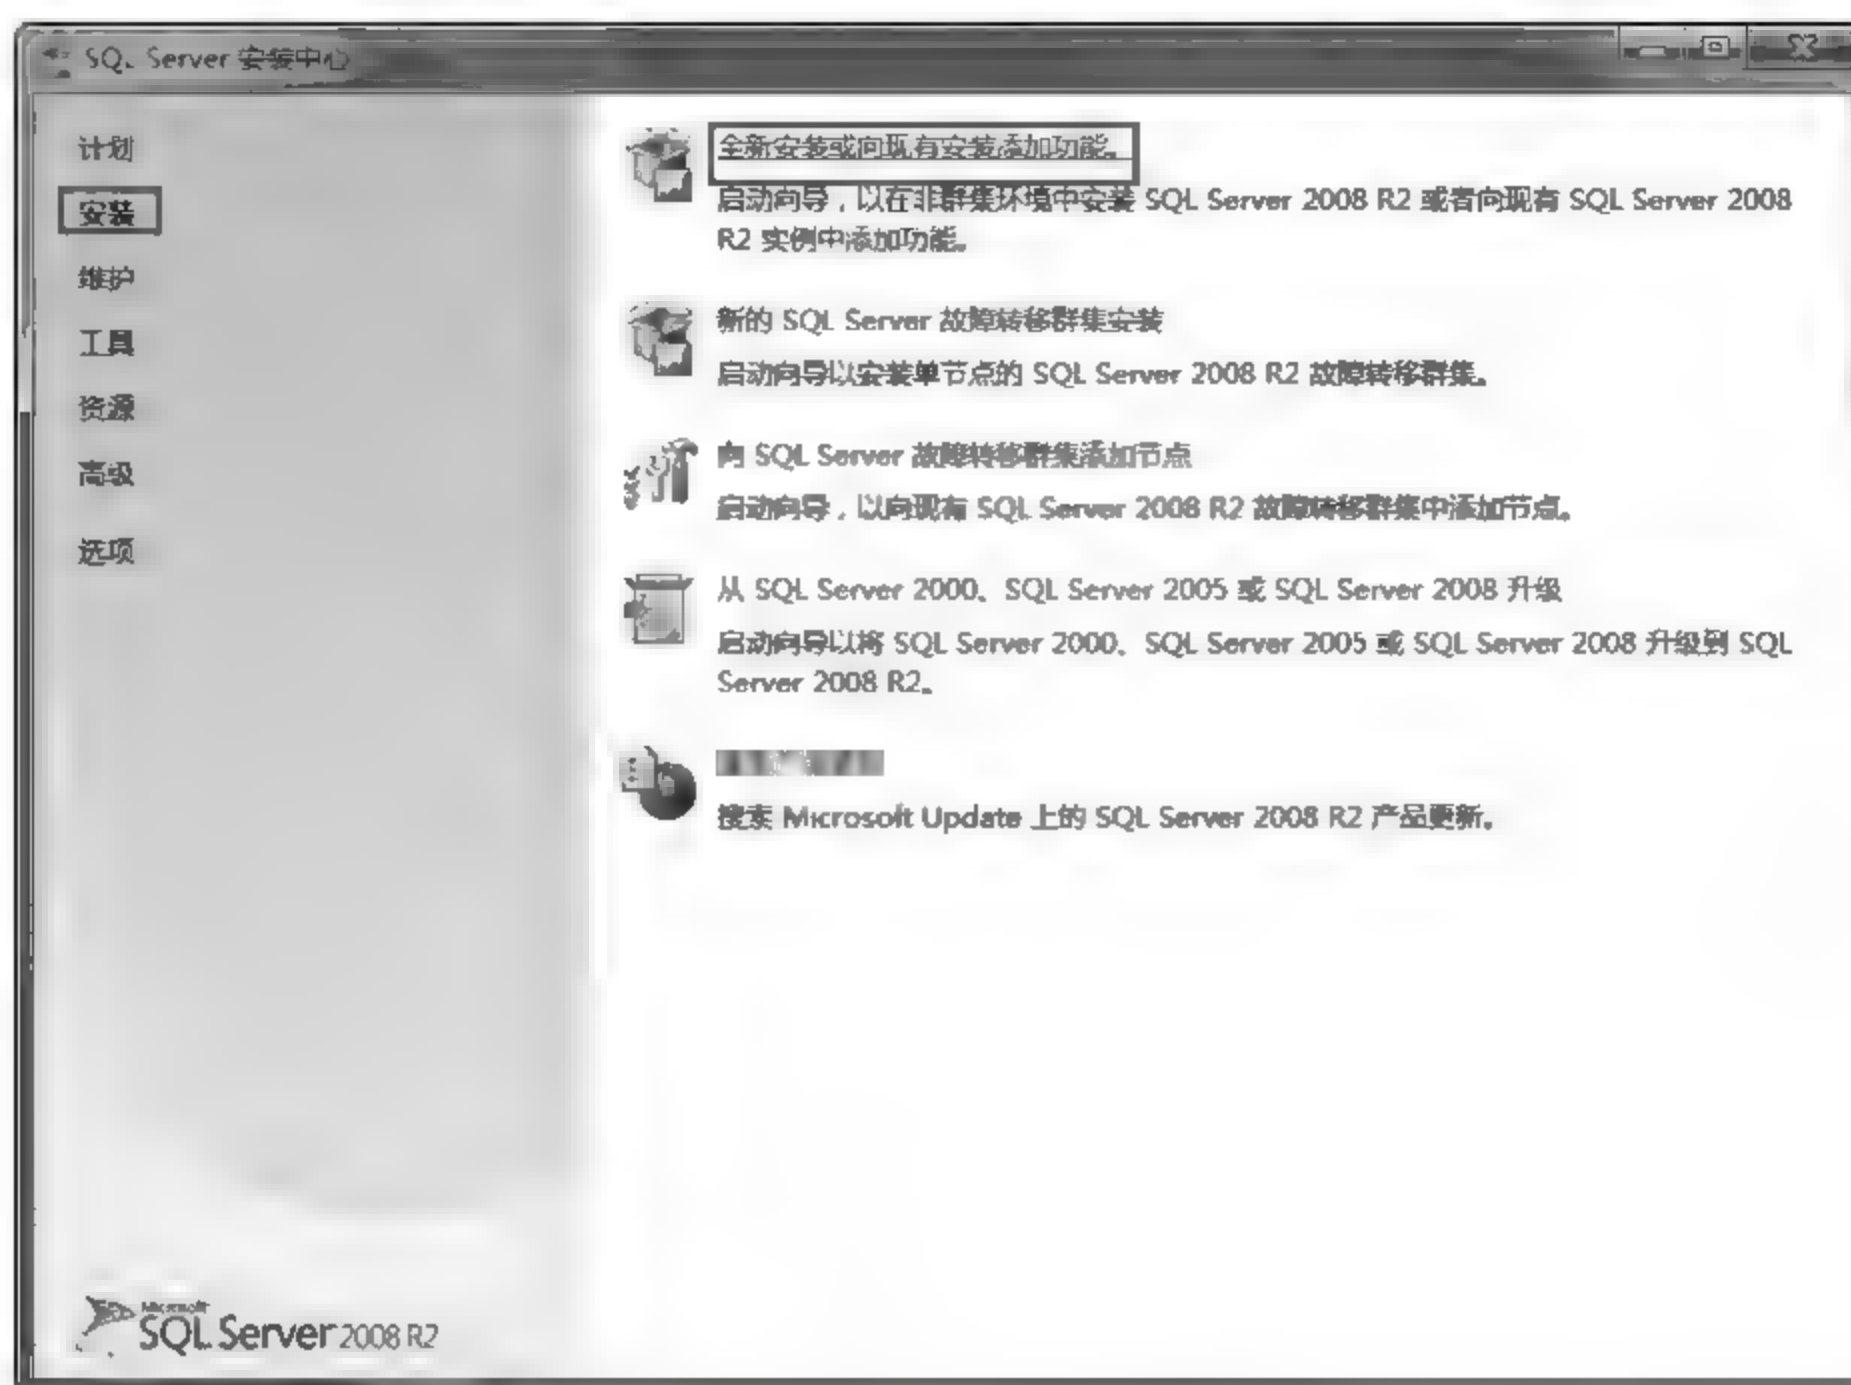 SQL Server 安装中心
计划
安装
维护
工具
资源
高级
选项
全新安装或向现有安装添加功能。
启动向导，以在非群集环境中安装 SQL Server 2008 R2 或者向现有 SQL Server 2008
R2 实例中添加功能。
新的 SQL Server 故障转移群集安装
启动向导以安装单节点的 SQL Server 2008 R2 故障转移群集。
向 SQL Server 故障转移群集添加节点
启动向导，以向现有 SQL Server 2008 R2 故障转移群集中添加节点。
从 SQL Server 2000、SQL Server 2005 或 SQL Server 2008 升级
启动向导以将 SQL Server 2000、SQL Server 2005 或 SQL Server 2008 升级到 SQL
Server 2008 R2。
搜索 Microsoft Update 上的 SQL Server 2008 R2 产品更新。
Microsoft
SQL Server 2008 R2